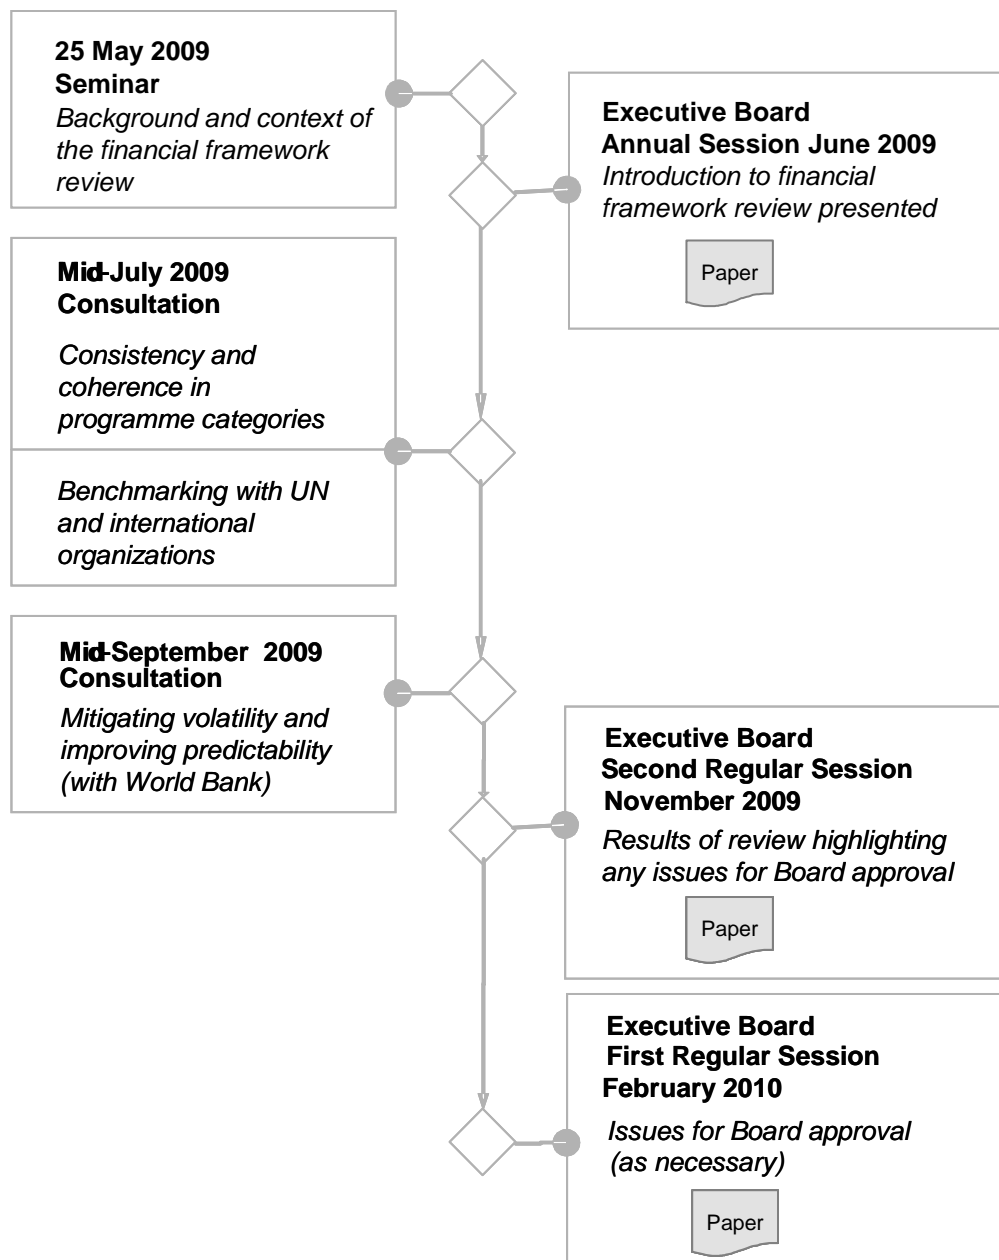 25 May 2009
Seminar
Background and context of
the financial framework
review
Executive Board
Annual Session June 2009
Introduction to financial
framework review presented
Paper
Mid-July 2009
Consultation
Consistency and
coherence in
programme categories
Benchmarking with UN
and international
organizations
Mid-September 2009
Consultation
Mitigating volatility and
improving predictability
(with World Bank)
Executive Board
Second Regular Session
November 2009
Results of review highlighting
any issues for Board approval
Paper
Executive Board
First Regular Session
February 2010
Issues for Board approval
(as necessary)
Paper